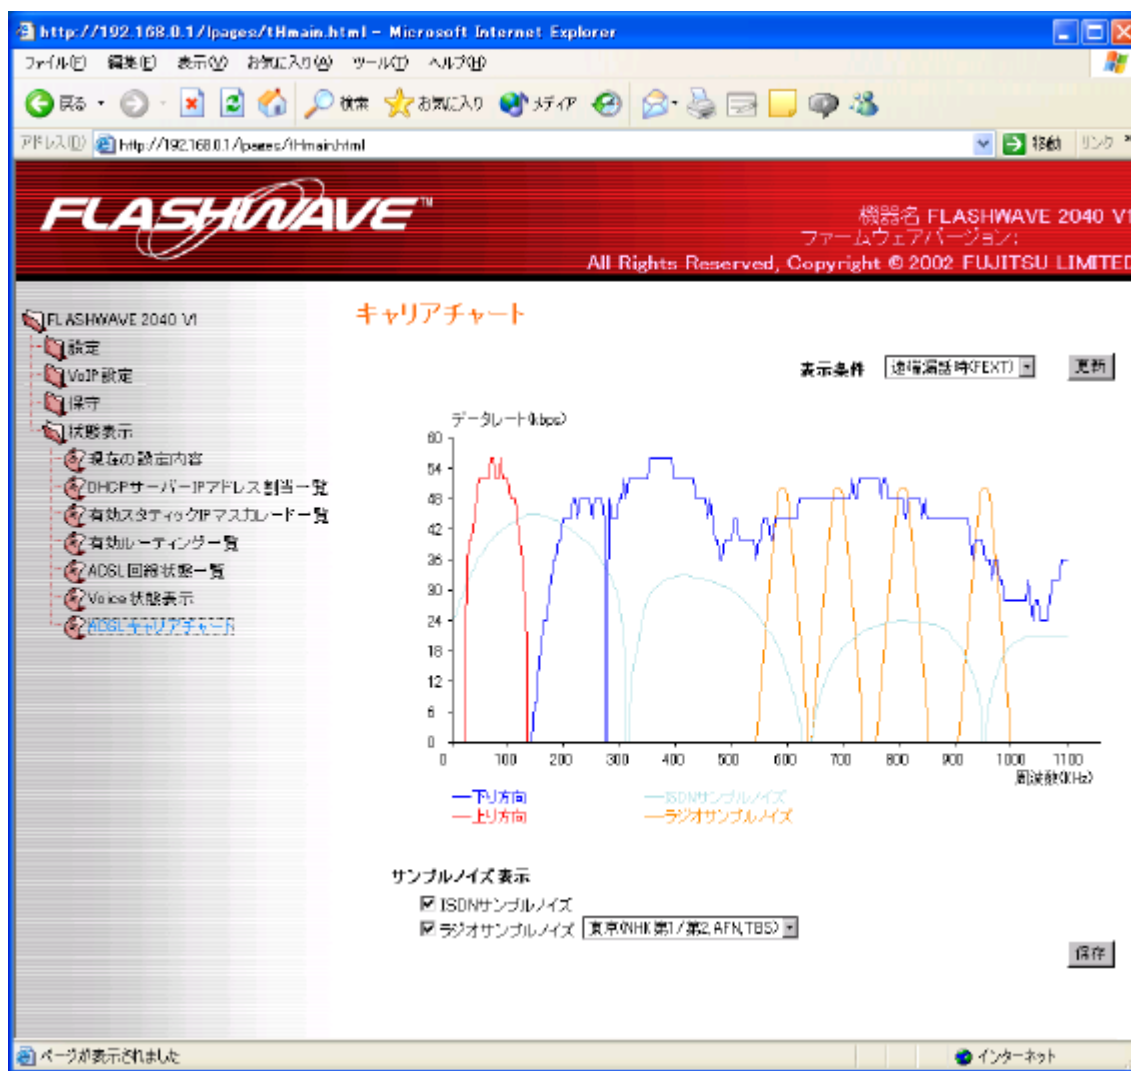 http://192.168.0.1/lpages/tHmain.html - Microsoft Internet Explorer
ファイル(F) 編集(E) 表示(V) お気に入り(A) ツール(T) ヘルプ(H)
戻る 検索 お気に入り メディア
アドレス(D) http://192.168.0.1/lpages/tHmain.html 移動 リンク
FLASHWAVE™
機器名 FLASHWAVE 2040 V1
ファームウェアバージョン:
All Rights Reserved, Copyright © 2002 FUJITSU LIMITED
FLASHWAVE 2040 V1
設定
VoIP設定
保守
状態表示
現在の設定内容
DHCPサーバーIPアドレス割当一覧
有効スタティックIPマスカレード一覧
有効ルーティング一覧
ADSL回線状態一覧
Voice状態表示
ADSLキャリアチャート
キャリアチャート
表示条件 遠端漏話時(FEXT) 更新
データレート(kbps)
60
54
48
42
36
30
24
18
12
6
0
0 100 200 300 400 500 600 700 800 900 1000 1100
周波数(KHz)
下り方向 ISDNサンプルノイズ
上り方向 ラジオサンプルノイズ
サンプルノイズ表示
ISDNサンプルノイズ
ラジオサンプルノイズ 東京(NHK第1/第2,AFN,TBS)
保存
ページが表示されました インターネット